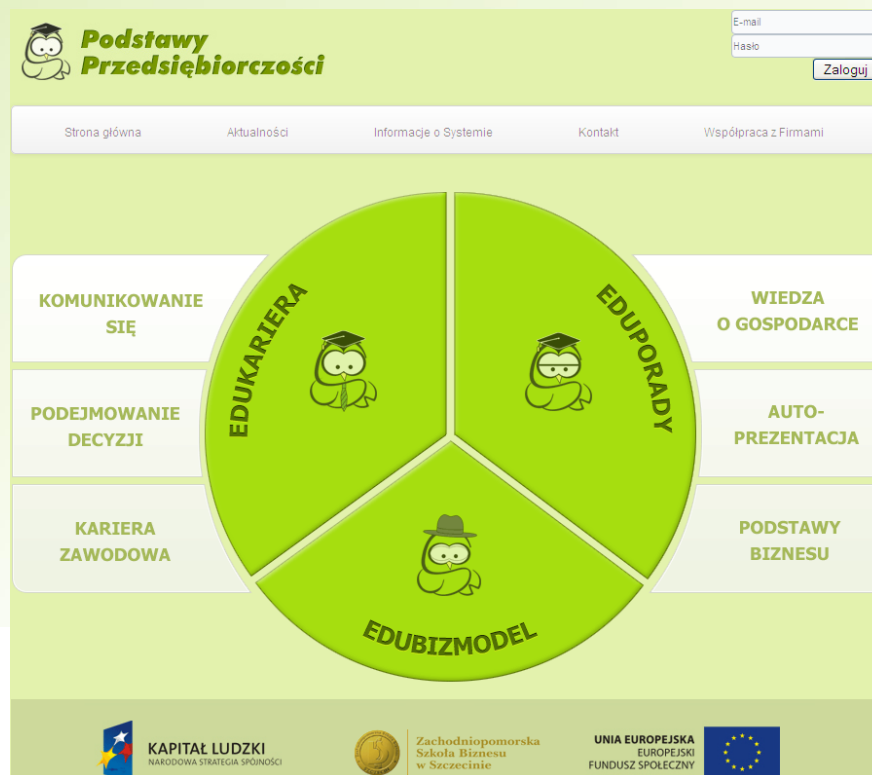 Podstawy
Przedsiębiorczości
E-mail
Hasło
Zaloguj
Strona główna
Aktualności
Informacje o Systemie
Kontakt
Współpraca z Firmami
KOMUNIKOWANIE
SIĘ
PODEJMOWANIE
DECYZJI
KARIERA
ZAWODOWA
EDUKARIERA
EDUPORADY
EDUBIZMODEL
WIEDZA
O GOSPODARCE
AUTO-
PREZENTACJA
PODSTAWY
BIZNESU
KAPITAŁ LUDZKI
NARODOWA STRATEGIA SPÓJNOŚCI
Zachodniopomorska
Szkoła Biznesu
w Szczecinie
UNIA EUROPEJSKA
EUROPEJSKI
FUNDUSZ SPOŁECZNY